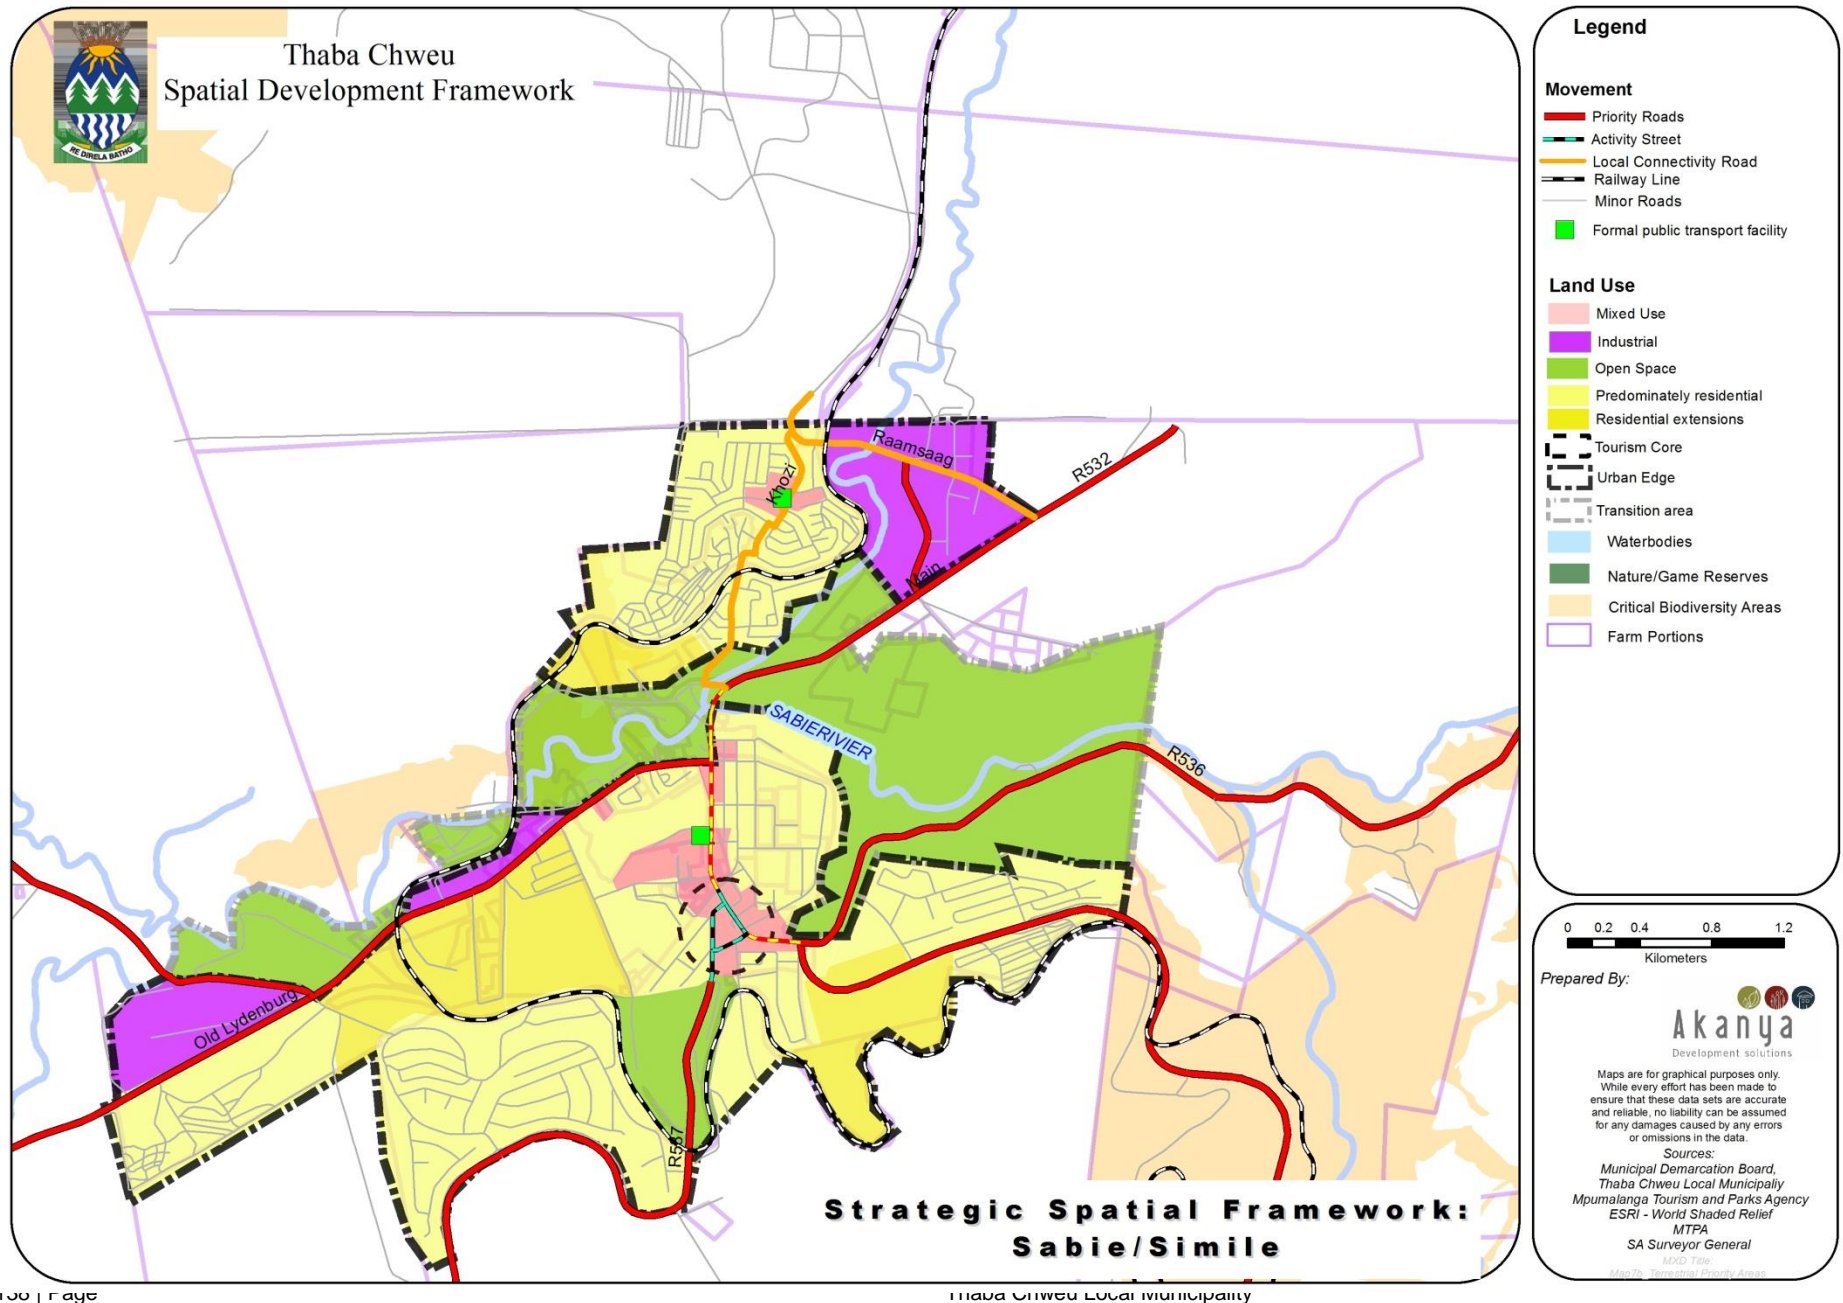 Thaba Chweu
Spatial Development Framework
RE DIRELA BATHO
Raamsaag
Khozi
R532
Main
SABIERIVIER
R536
Old Lydenburg
Strategic Spatial Framework:
Sabie/Simile
Legend
Movement
Priority Roads
Activity Street
Local Connectivity Road
Railway Line
Minor Roads
Formal public transport facility
Land Use
Mixed Use
Industrial
Open Space
Predominately residential
Residential extensions
Tourism Core
Urban Edge
Transition area
Waterbodies
Nature/Game Reserves
Critical Biodiversity Areas
Farm Portions
0 0.2 0.4 0.8 1.2
Kilometers
Prepared By:
Akanya
Development solutions
Maps are for graphical purposes only.
While every effort has been made to
ensure that these data sets are accurate
and reliable, no liability can be assumed
for any damages caused by any errors
or omissions in the data.
Sources:
Municipal Demarcation Board,
Thaba Chweu Local Municipaliy
Mpumalanga Tourism and Parks Agency
ESRI - World Shaded Relief
MTPA
SA Surveyor General
MXD Title:
Map7b_Terrestrial Priority Areas
138 | Page
Thaba Chweu Local Municipality